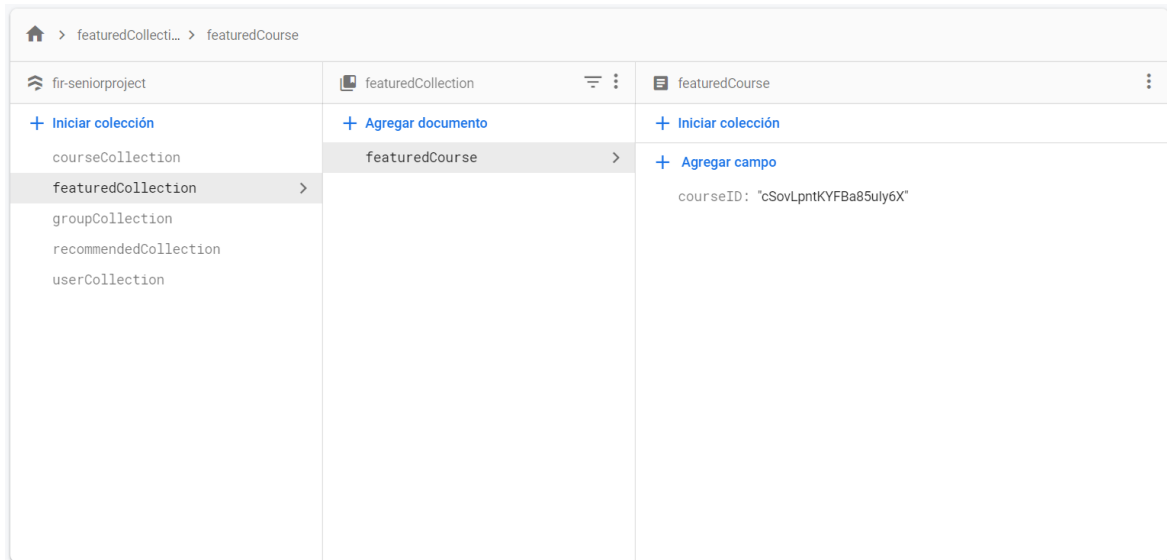 featuredCollecti... > featuredCourse
fir-seniorproject
Iniciar colección
courseCollection
featuredCollection
groupCollection
recommendedCollection
userCollection
featuredCollection
Agregar documento
featuredCourse
featuredCourse
Iniciar colección
Agregar campo
courseID: "cSovLpntKYFBa85uly6X"